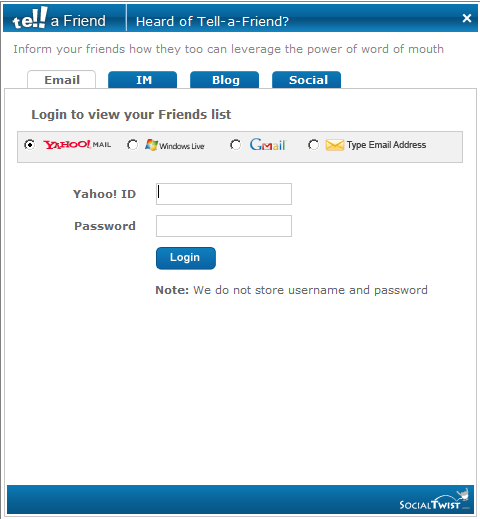 tell a Friend Heard of Tell-a-Friend?
Inform your friends how they too can leverage the power of word of mouth
Email IM Blog Social
Login to view your Friends list
YAHOO! MAIL Windows Live Gmail Type Email Address
Yahoo! ID
Password
Login
Note: We do not store username and password
SOCIALTWIST